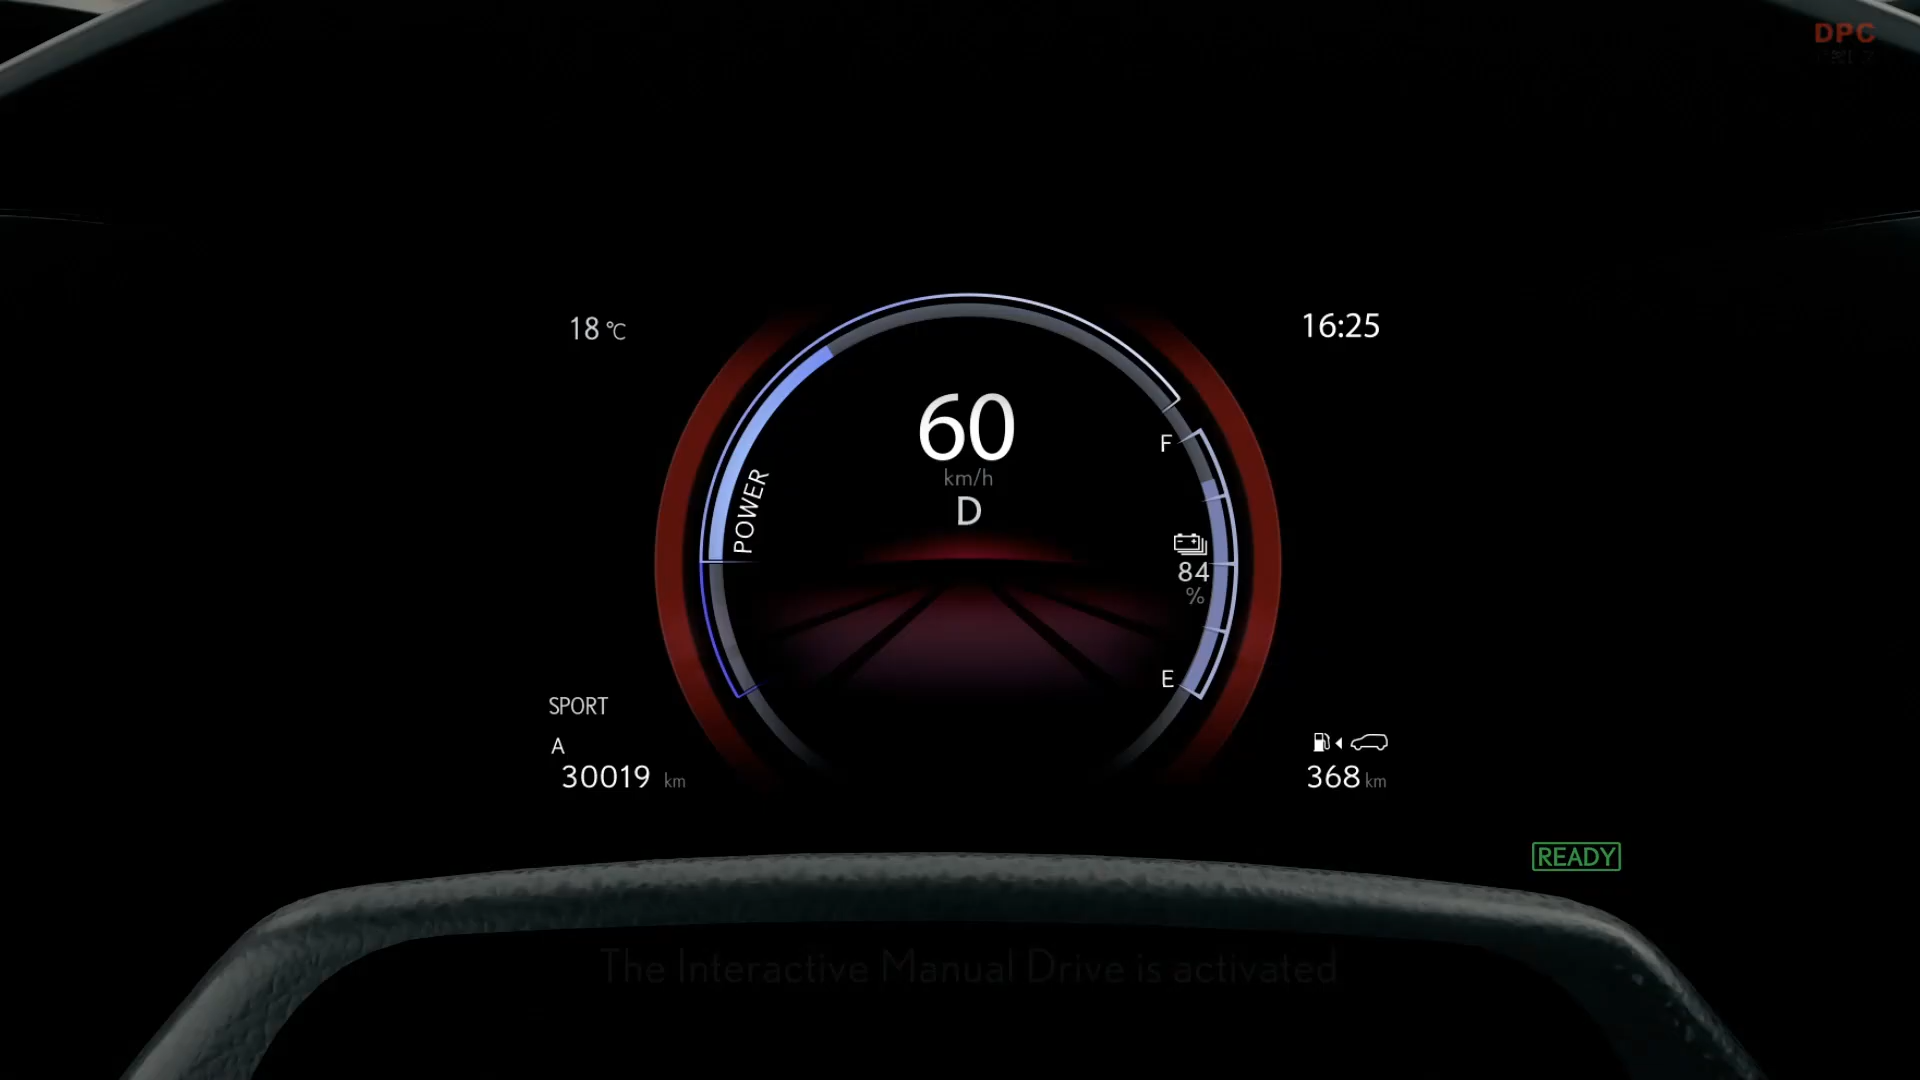 DPC
18 °C
16:25
60
km/h
D
POWER
F
84
%
E
SPORT
A
30019 km
368 km
READY
The Interactive Manual Drive is activated